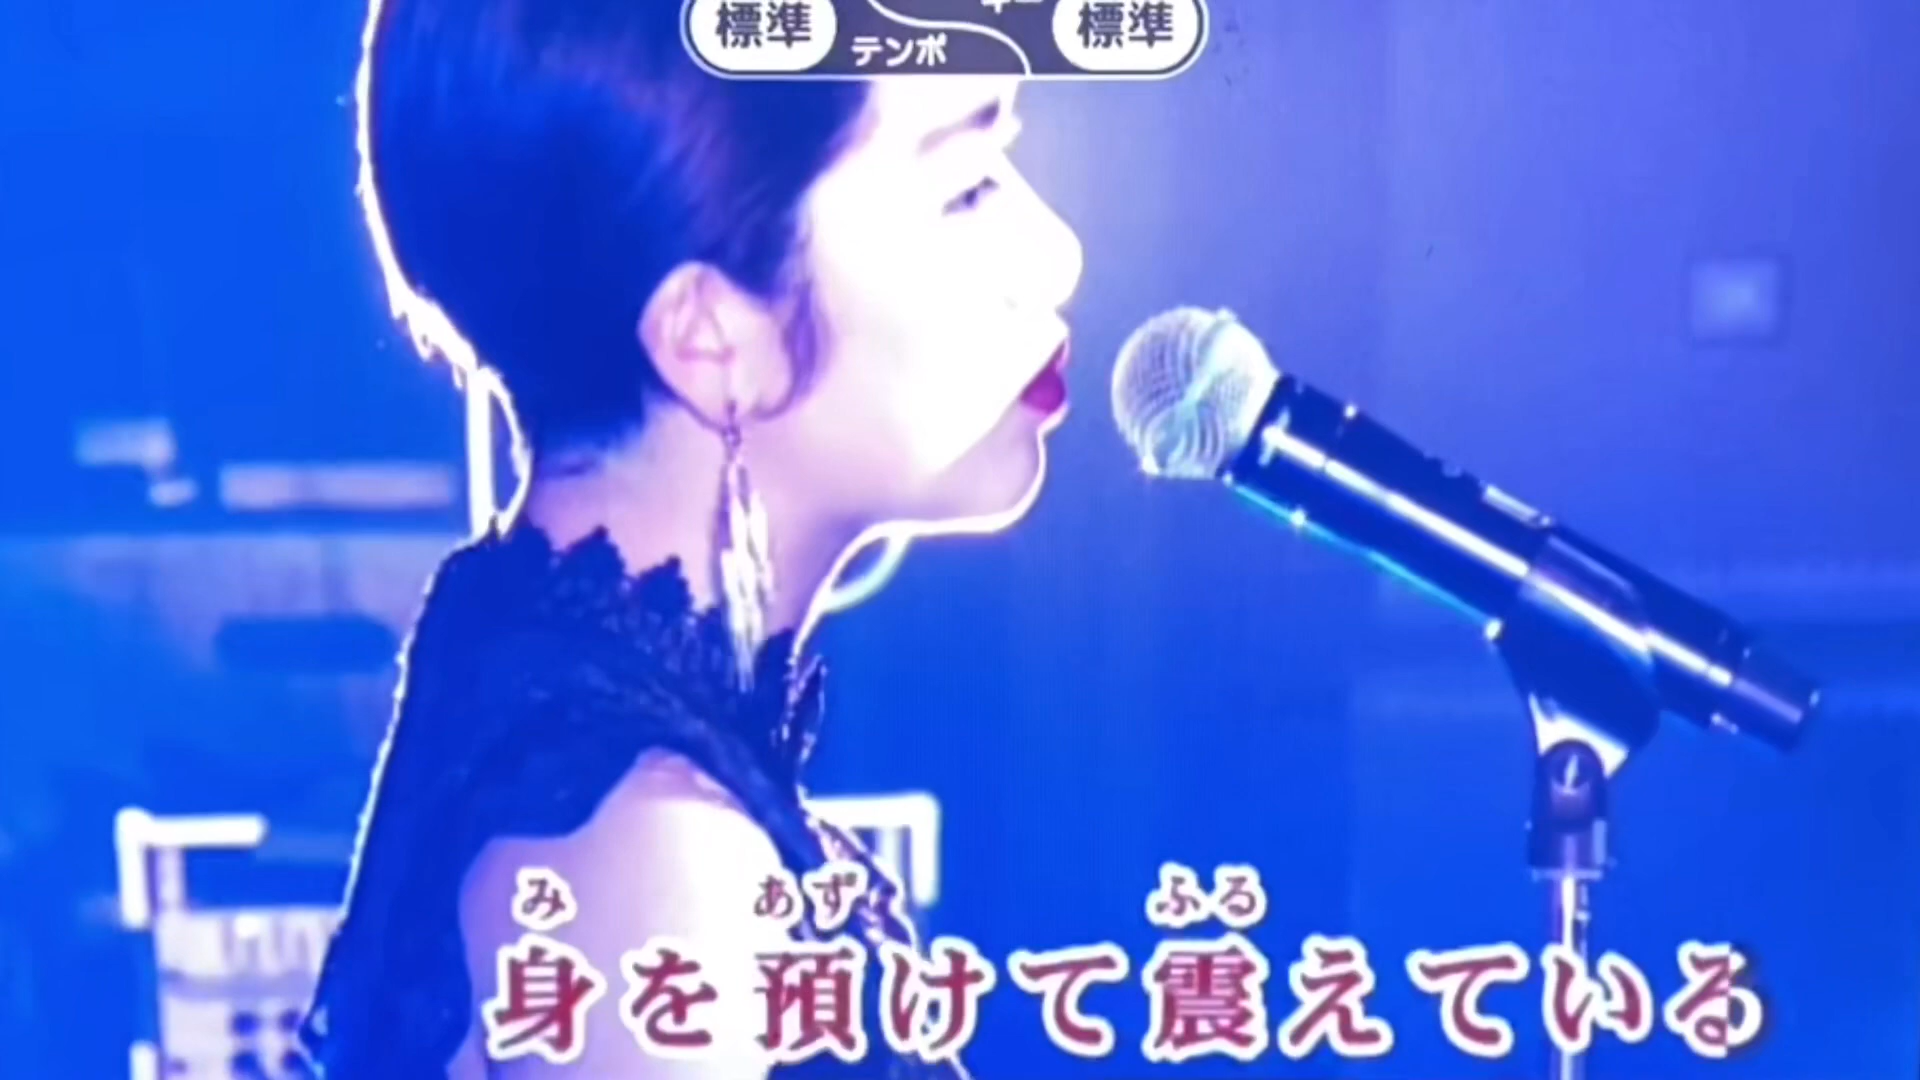 標準 テンポ 標準
み あず ふる
身を預けて震えている